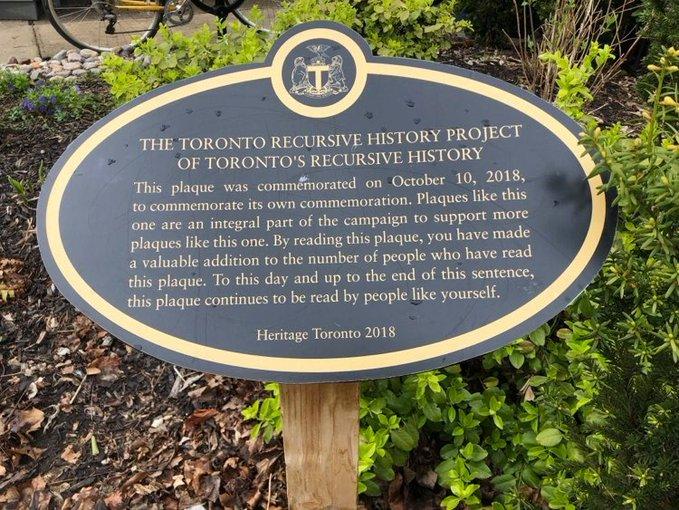 T
THE TORONTO RECURSIVE HISTORY PROJECT
OF TORONTO'S RECURSIVE HISTORY
This plaque was commemorated on October 10, 2018,
to commemorate its own commemoration. Plaques like this
one are an integral part of the campaign to support more
plaques like this one. By reading this plaque, you have made
a valuable addition to the number of people who have read
this plaque. To this day and up to the end of this sentence,
this plaque continues to be read by people like yourself.
Heritage Toronto 2018